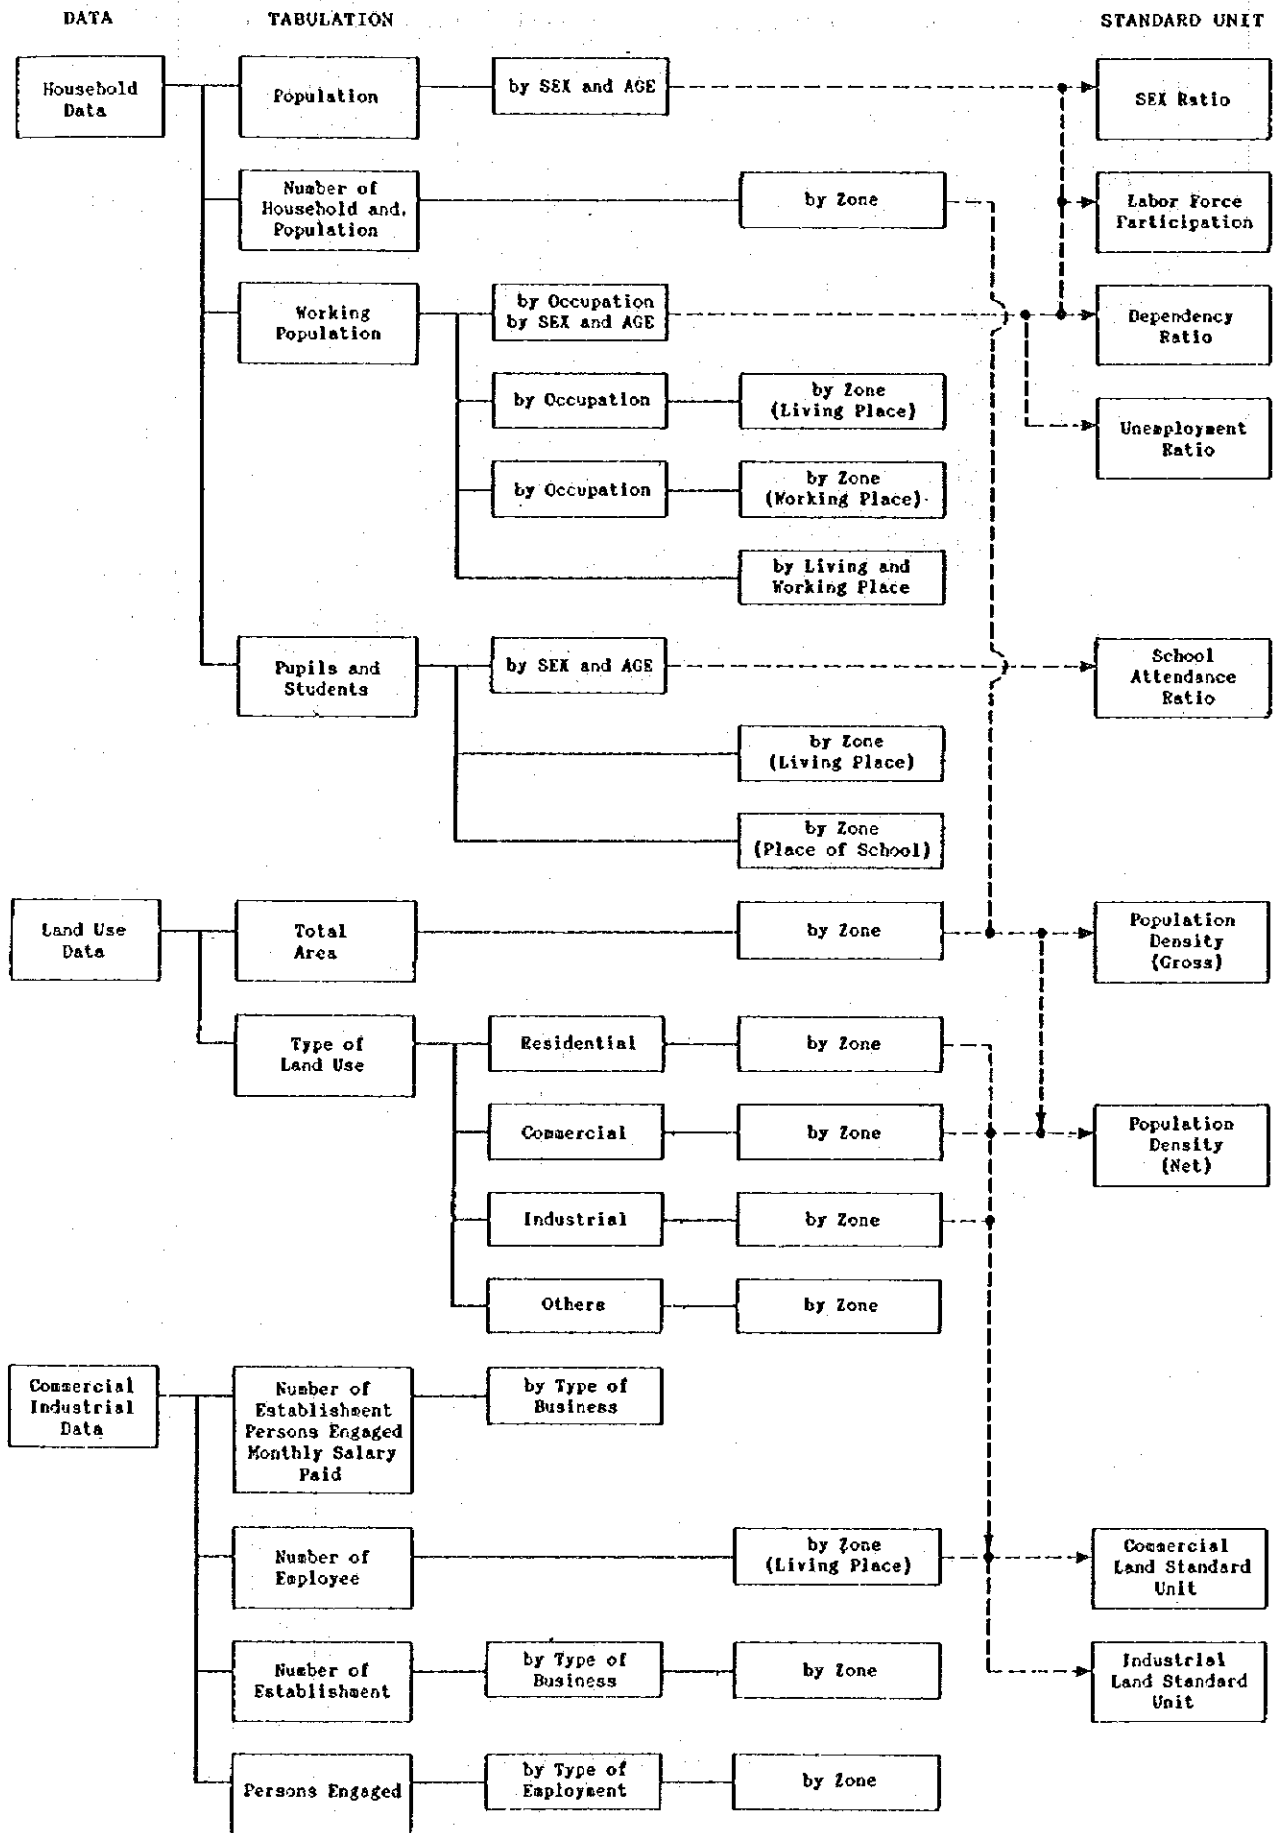 DATA TABULATION STANDARD UNIT
Household
Data
Population
by SEX and AGE
SEX Ratio
Number of
Household and.
Population
by Zone
Labor Force
Participation
Working
Population
by Occupation
by SEX and AGE
Dependency
Ratio
by Occupation
by Zone
(Living Place)
Unemployment
Ratio
by Occupation
by Zone
(Working Place)
by Living and
Working Place
Pupils and
Students
by SEX and AGE
School
Attendance
Ratio
by Zone
(Living Place)
by Zone
(Place of School)
Land Use
Data
Total
Area
by Zone
Population
Density
(Gross)
Type of
Land Use
Residential
by Zone
Commercial
by Zone
Population
Density
(Net)
Industrial
by Zone
Others
by Zone
Commercial
Industrial
Data
Number of
Establishment
Persons Engaged
Monthly Salary
Paid
by Type of
Business
Number of
Employee
by Zone
(Living Place)
Commercial
Land Standard
Unit
Number of
Establishment
by Type of
Business
by Zone
Industrial
Land Standard
Unit
Persons Engaged
by Type of
Employment
by Zone